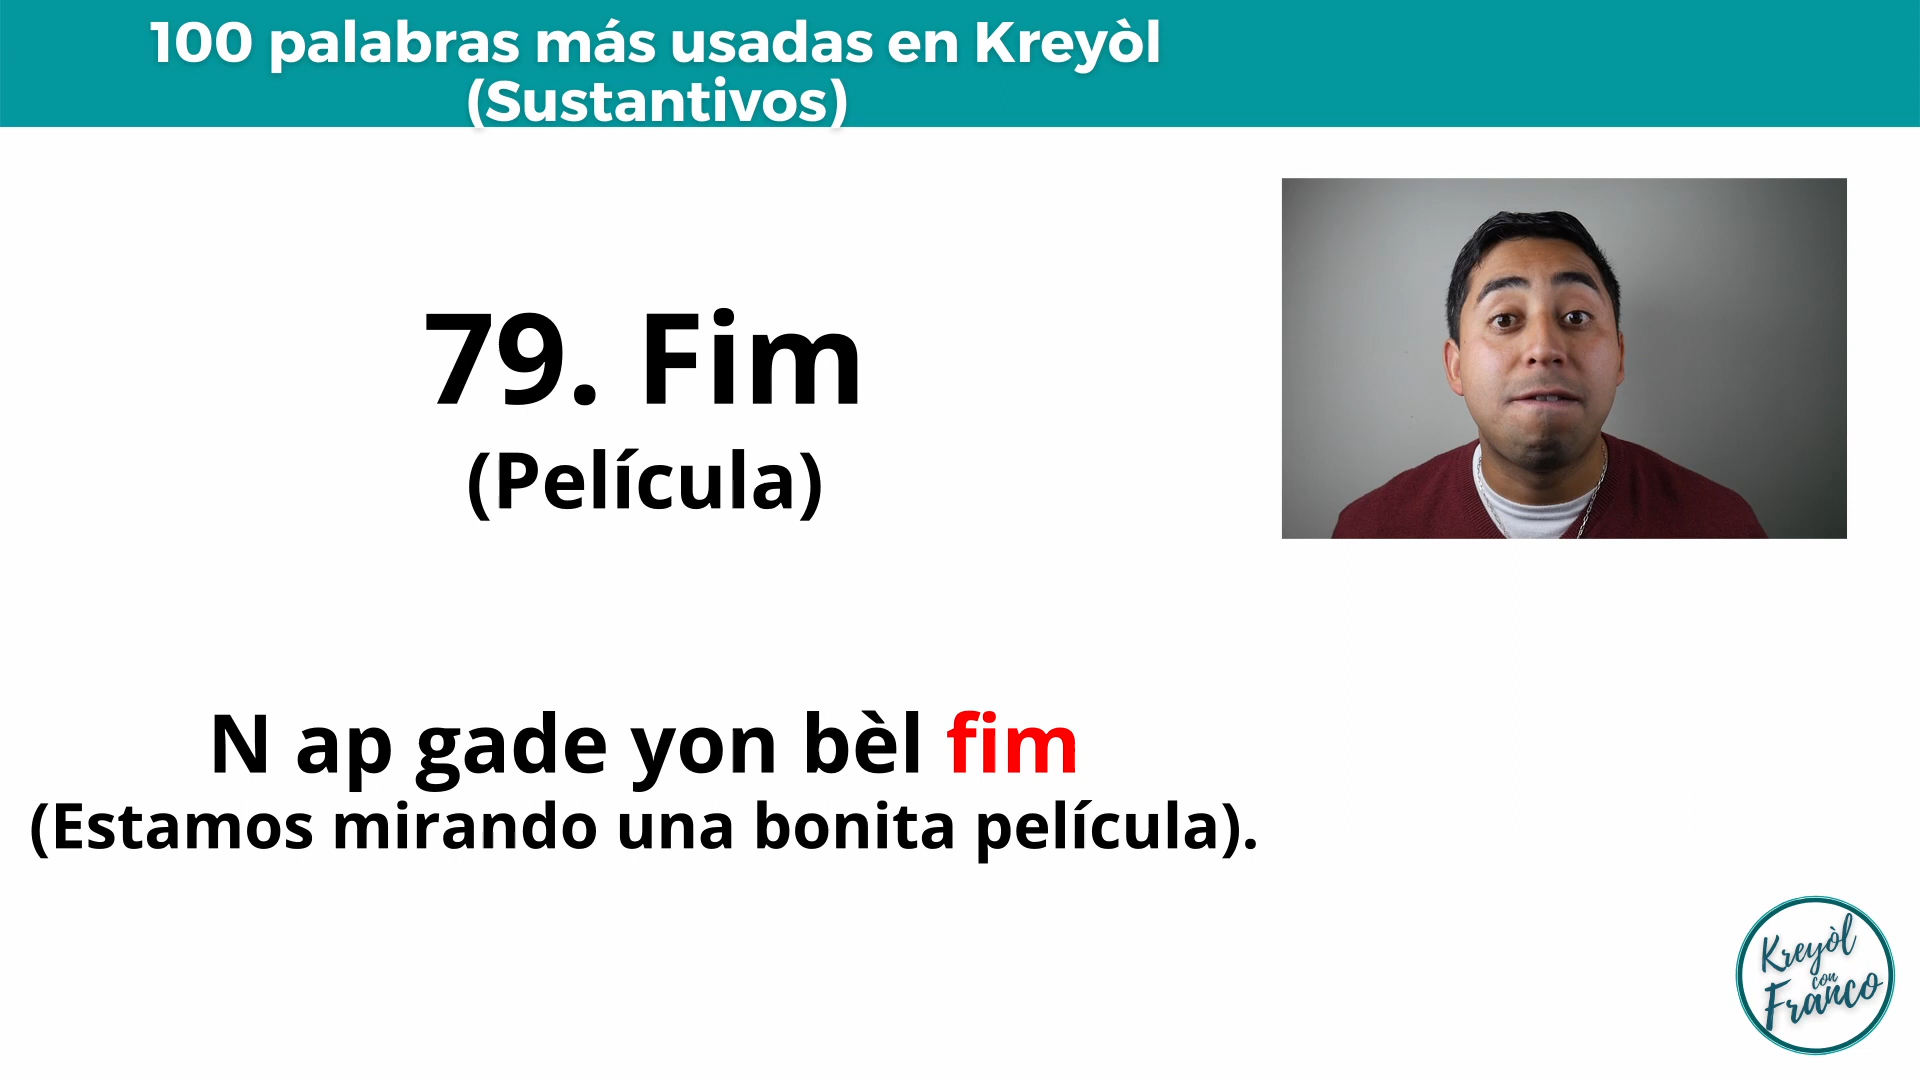 100 palabras más usadas en Kreyòl
(Sustantivos)
79. Fim
(Película)
N ap gade yon bèl fim
(Estamos mirando una bonita película).
Kreyòl
con
Franco